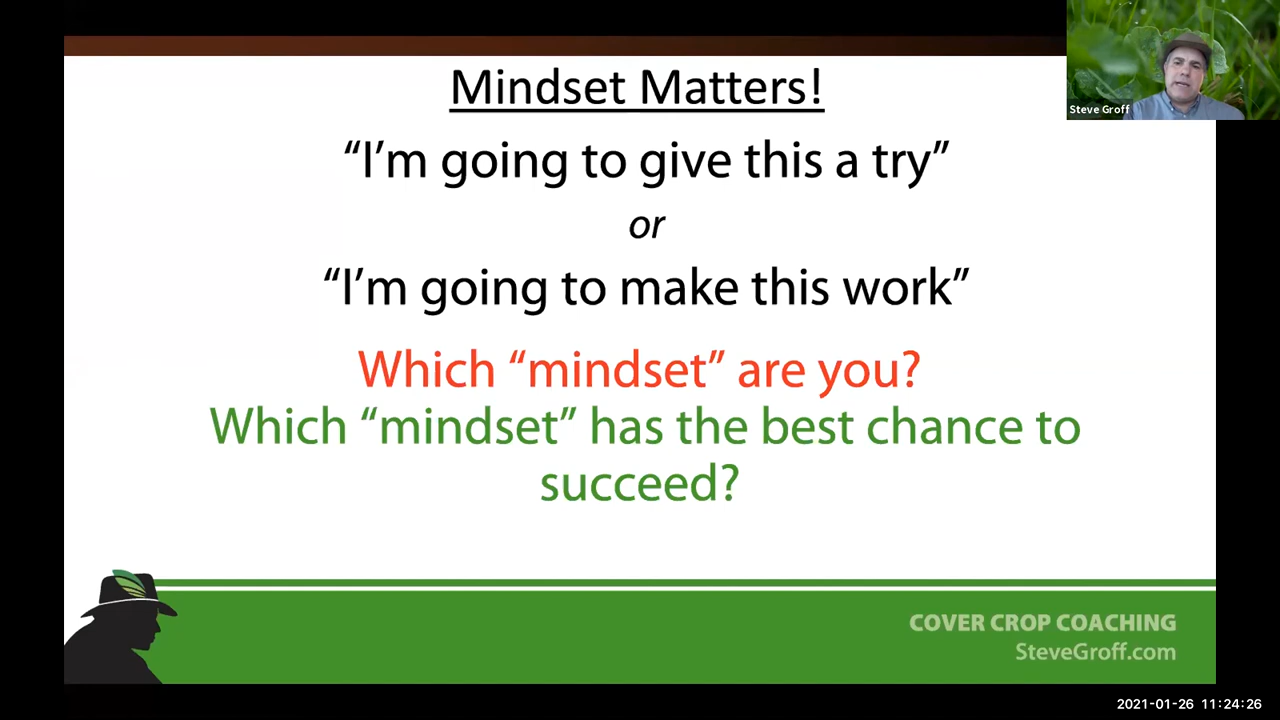 Mindset Matters!
Steve Groff
“I’m going to give this a try”
or
“I’m going to make this work”
Which “mindset” are you?
Which “mindset” has the best chance to
succeed?
COVER CROP COACHING
SteveGroff.com
2021-01-26 11:24:26